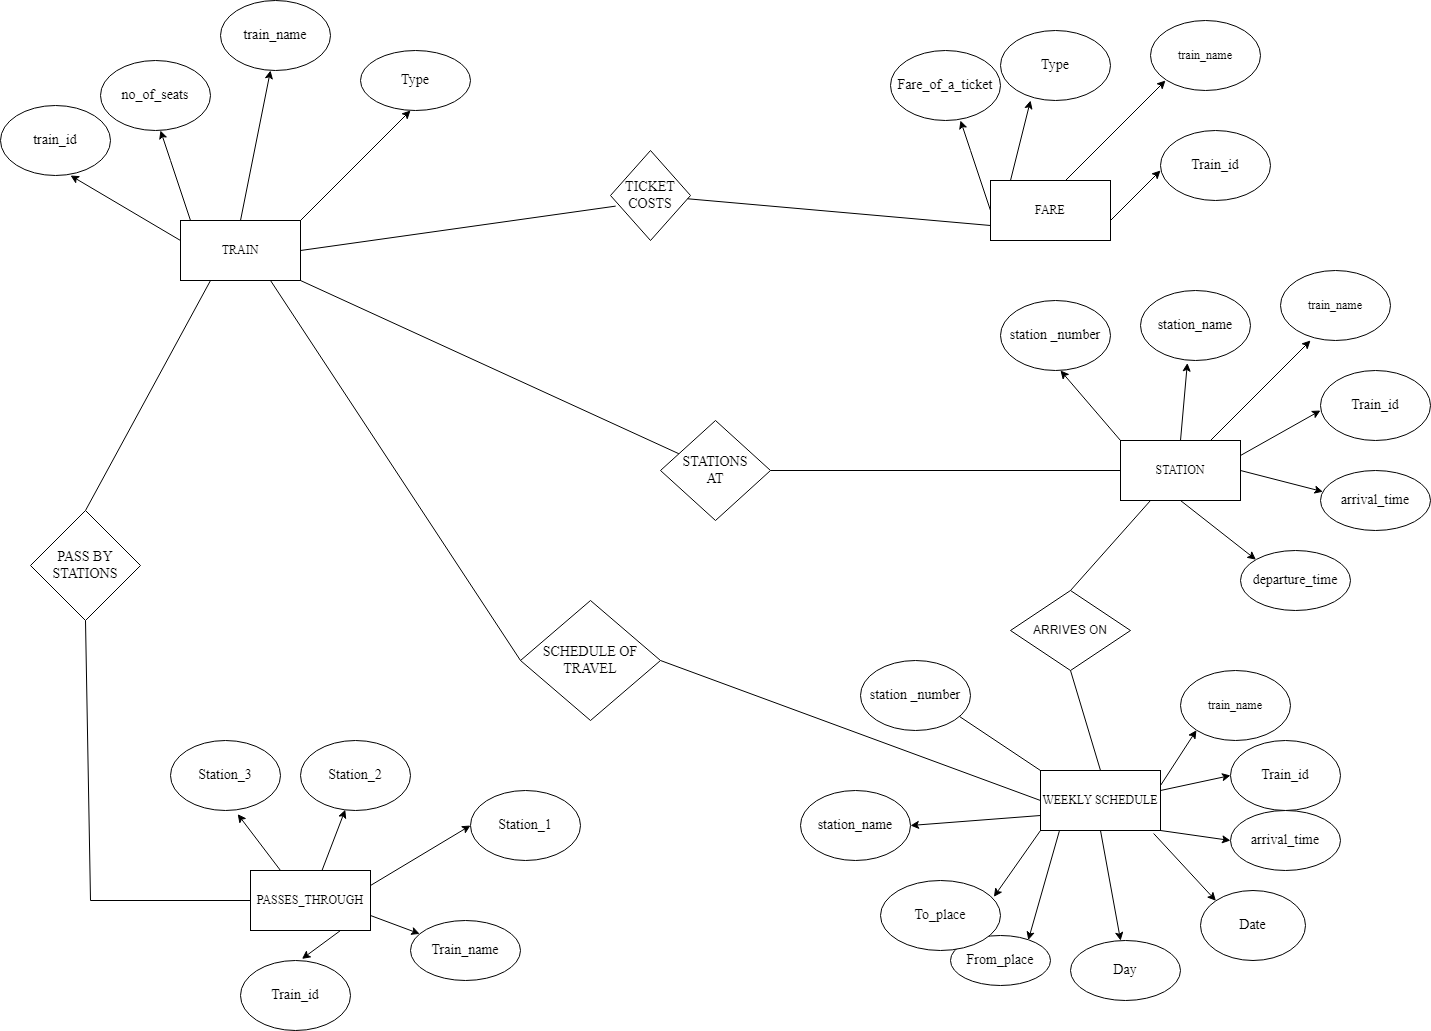 train_name
Type
no_of_seats
train_id
TRAIN
TICKET
COSTS
Fare_of_a_ticket
Type
train_name
Train_id
FARE
station _number
station_name
train_name
Train_id
arrival_time
departure_time
STATION
STATIONS
AT
PASS BY
STATIONS
SCHEDULE OF
TRAVEL
ARRIVES ON
station _number
train_name
Train_id
WEEKLY SCHEDULE
station_name
arrival_time
To_place
From_place
Day
Date
Station_3
Station_2
Station_1
PASSES_THROUGH
Train_name
Train_id